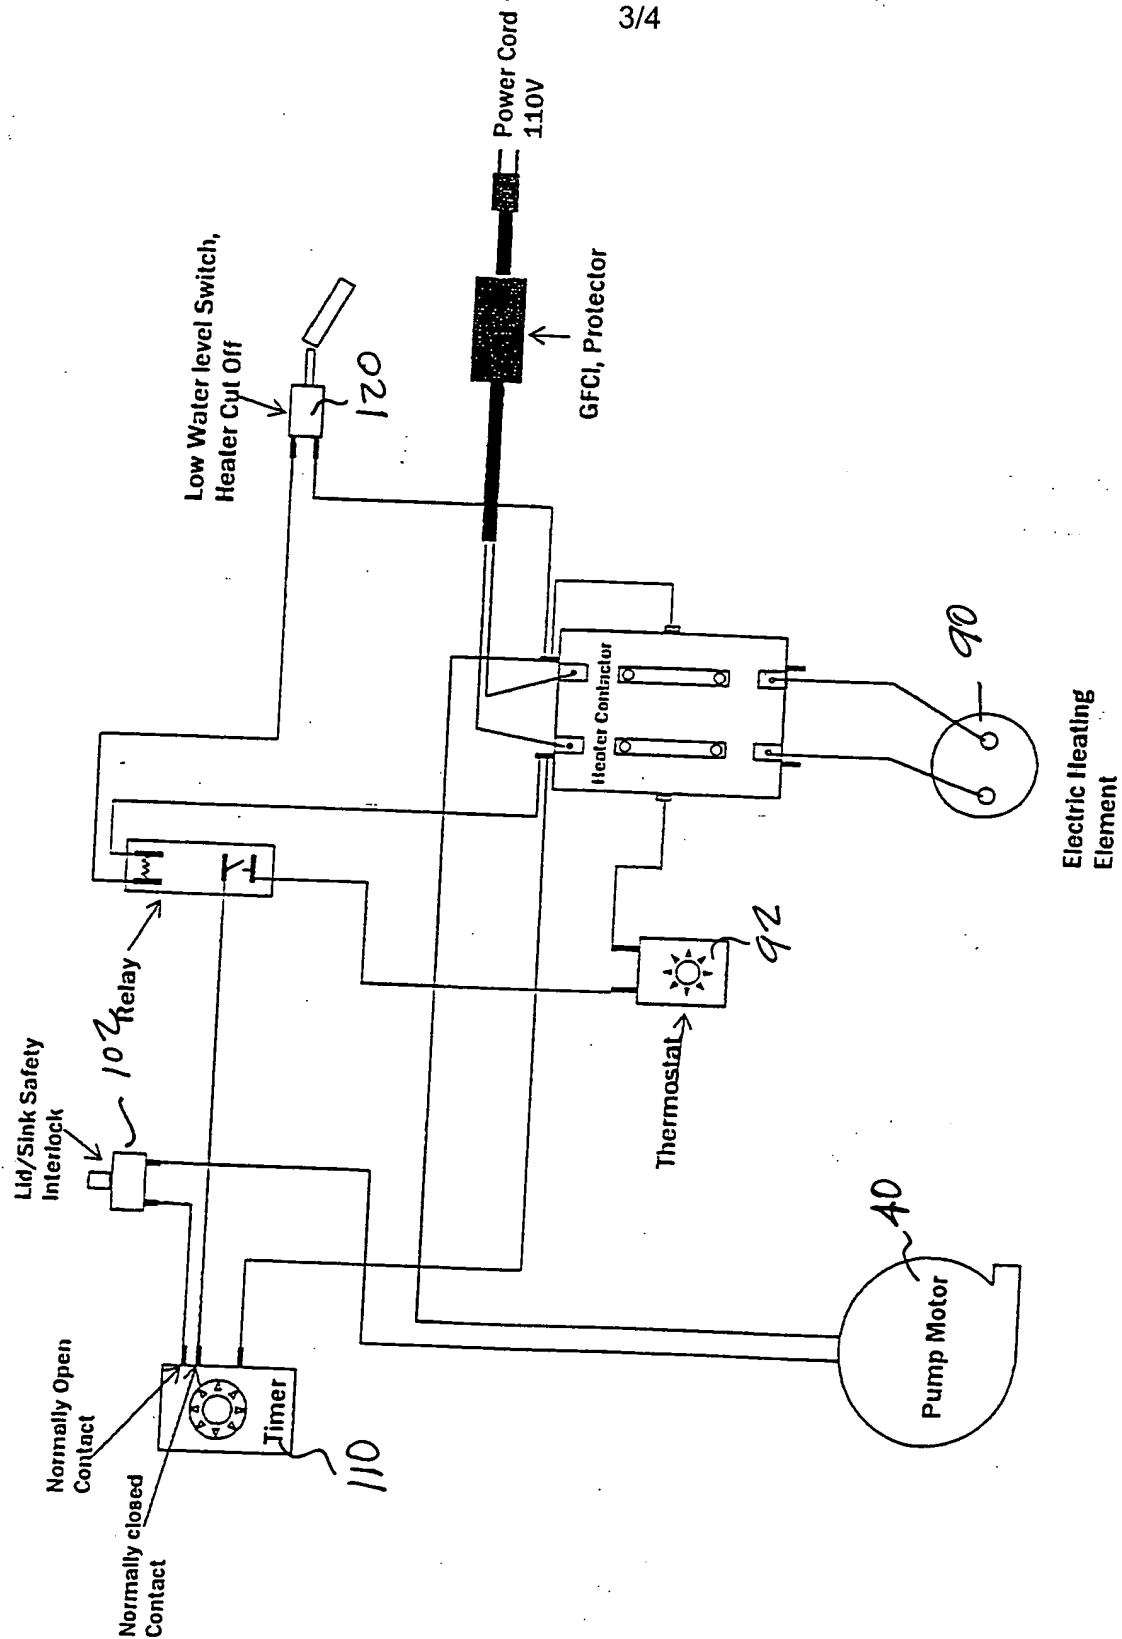 3/4
Power Cord
110V
Low Water level Switch,
Heater Cut Off
120
GFCI, Protector
Heater Contactor
90
Electric Heating
Element
Relay
102
Lid/Sink Safety
Interlock
92
Thermostat
Normally Open
Contact
Normally closed
Contact
Timer
110
40
Pump Motor